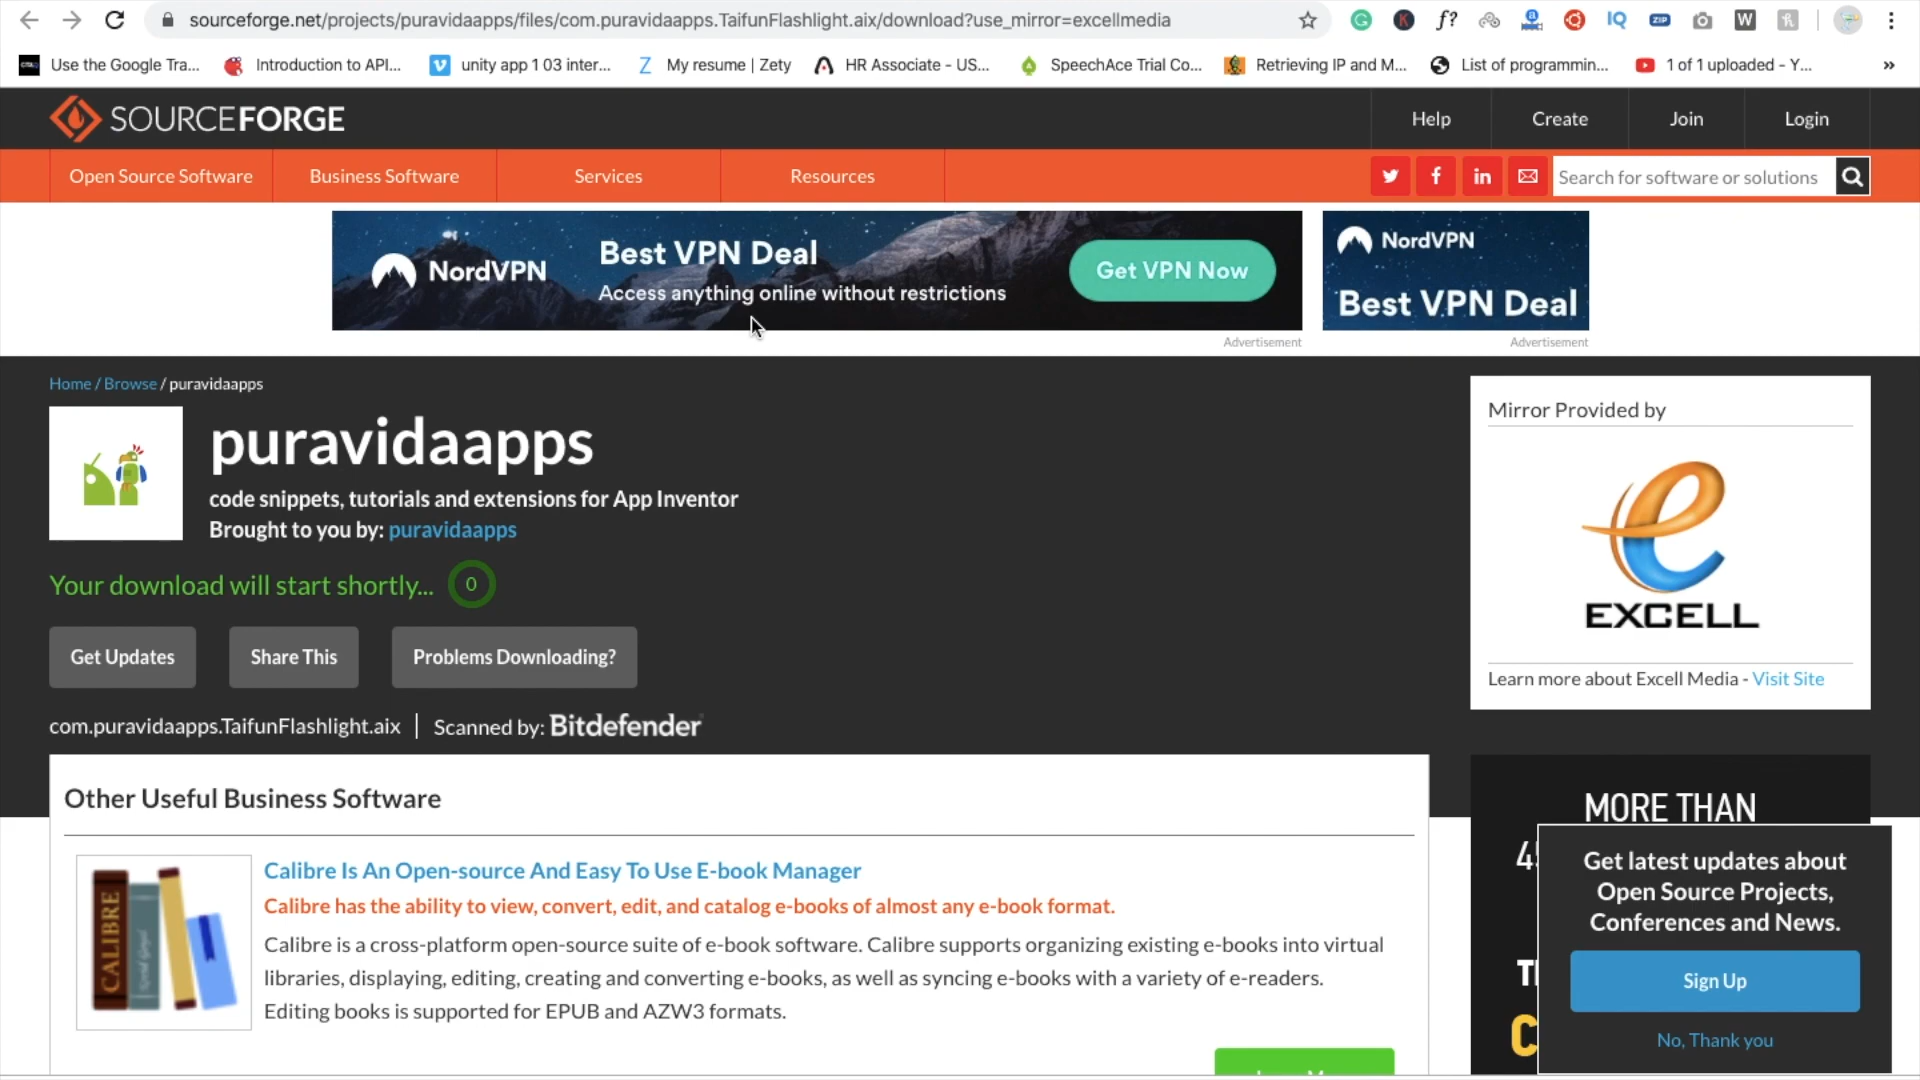 sourceforge.net/projects/puravidaapps/files/com.puravidaapps.TaifunFlashlight.aix/download?use_mirror=excellmedia
Use the Google Tra... Introduction to API... unity app 1 03 inter... My resume | Zety HR Associate - US... SpeechAce Trial Co... Retrieving IP and M... List of programmin... 1 of 1 uploaded - Y... »
SOURCEFORGE
Help Create Join Login
Open Source Software Business Software Services Resources
Search for software or solutions
NordVPN
Best VPN Deal
Access anything online without restrictions
Get VPN Now
NordVPN
Best VPN Deal
Advertisement
Advertisement
Home / Browse / puravidaapps
puravidaapps
code snippets, tutorials and extensions for App Inventor
Brought to you by: puravidaapps
Your download will start shortly... 0
Get Updates Share This Problems Downloading?
com.puravidaapps.TaifunFlashlight.aix | Scanned by: Bitdefender
Mirror Provided by
EXCELL
Learn more about Excell Media - Visit Site
Other Useful Business Software
CALIBRE
Calibre Is An Open-source And Easy To Use E-book Manager
Calibre has the ability to view, convert, edit, and catalog e-books of almost any e-book format.
Calibre is a cross-platform open-source suite of e-book software. Calibre supports organizing existing e-books into virtual
libraries, displaying, editing, creating and converting e-books, as well as syncing e-books with a variety of e-readers.
Editing books is supported for EPUB and AZW3 formats.
MORE THAN
Get latest updates about
Open Source Projects,
Conferences and News.
Sign Up
No, Thank you